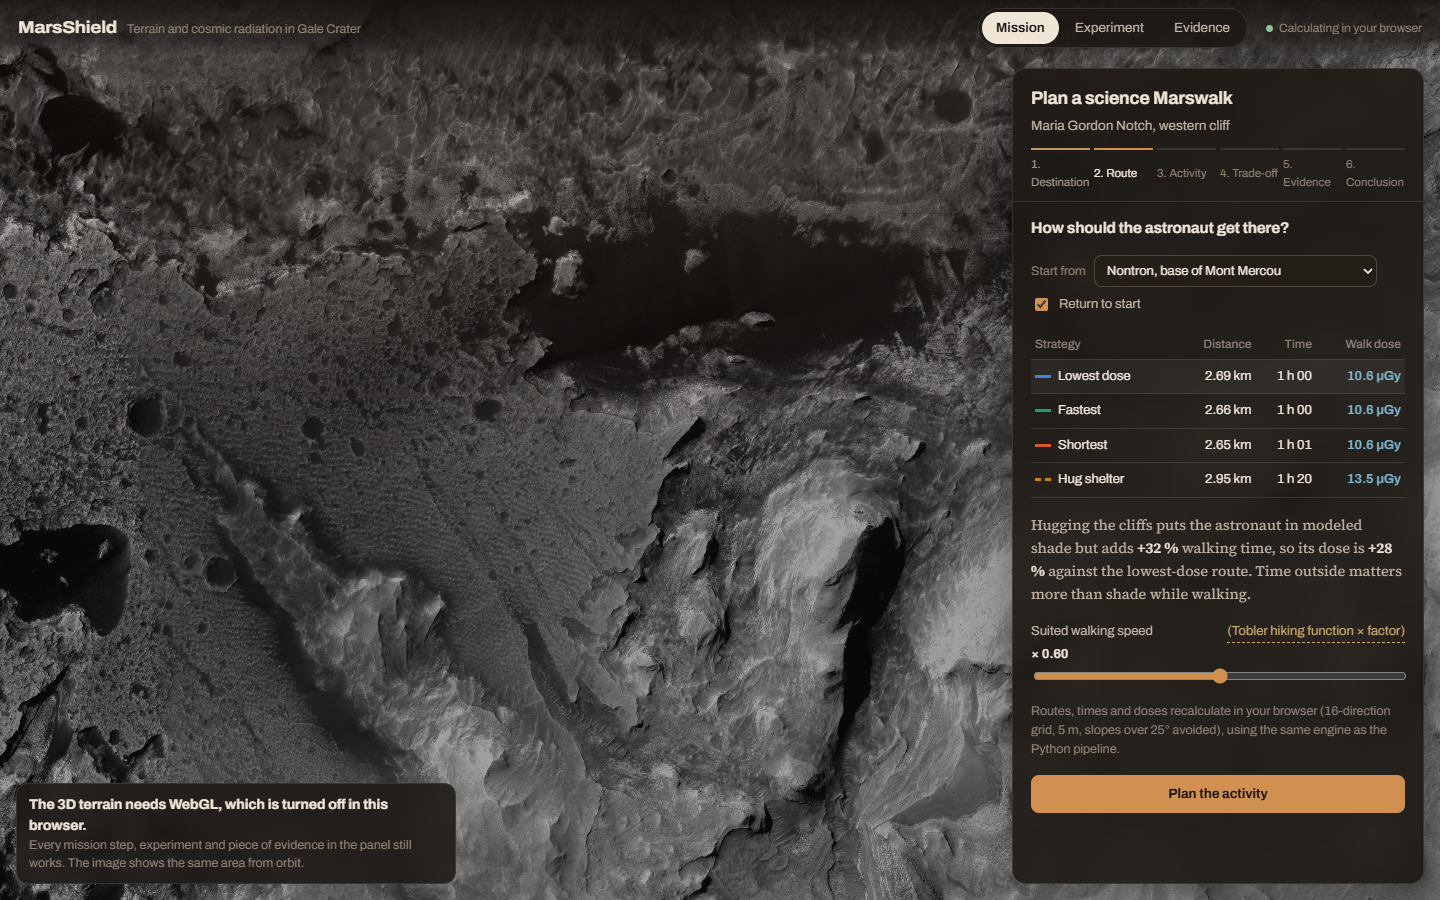 MarsShield Terrain and cosmic radiation in Gale Crater
Mission Experiment Evidence Calculating in your browser
Plan a science Marswalk
Maria Gordon Notch, western cliff
1. Destination 2. Route 3. Activity 4. Trade-off 5. Evidence 6. Conclusion
How should the astronaut get there?
Start from Nontron, base of Mont Mercou
Return to start
Strategy Distance Time Walk dose
Lowest dose 2.69 km 1 h 00 10.6 µGy
Fastest 2.66 km 1 h 00 10.6 µGy
Shortest 2.65 km 1 h 01 10.6 µGy
Hug shelter 2.95 km 1 h 20 13.5 µGy
Hugging the cliffs puts the astronaut in modeled
shade but adds +32 % walking time, so its dose is +28
% against the lowest-dose route. Time outside matters
more than shade while walking.
Suited walking speed (Tobler hiking function × factor)
× 0.60
Routes, times and doses recalculate in your browser (16-direction
grid, 5 m, slopes over 25° avoided), using the same engine as the
Python pipeline.
Plan the activity
The 3D terrain needs WebGL, which is turned off in this
browser.
Every mission step, experiment and piece of evidence in the panel still
works. The image shows the same area from orbit.